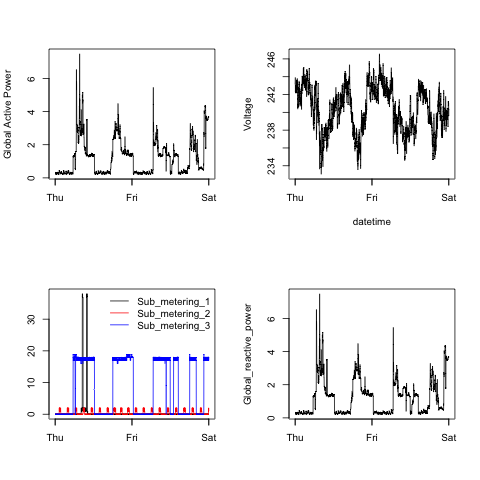 Global Active Power
6
4
2
0
Thu
Fri
Sat
Voltage
246
242
238
234
Thu
Fri
Sat
datetime
30
20
10
0
Sub_metering_1
Sub_metering_2
Sub_metering_3
Thu
Fri
Sat
Global_reactive_power
6
4
2
0
Thu
Fri
Sat